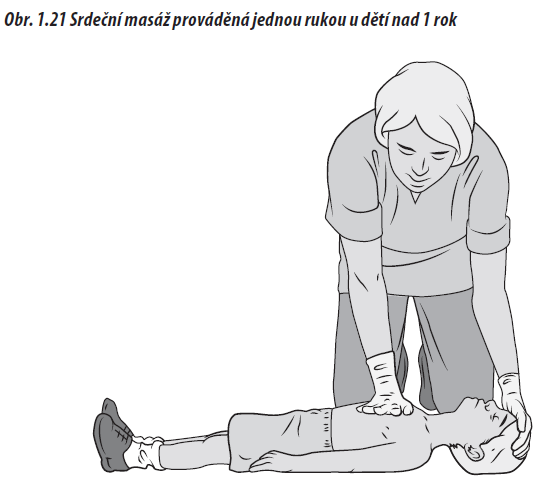 Obr. 1.21 Srdeční masáž prováděná jednou rukou u dětí nad 1 rok